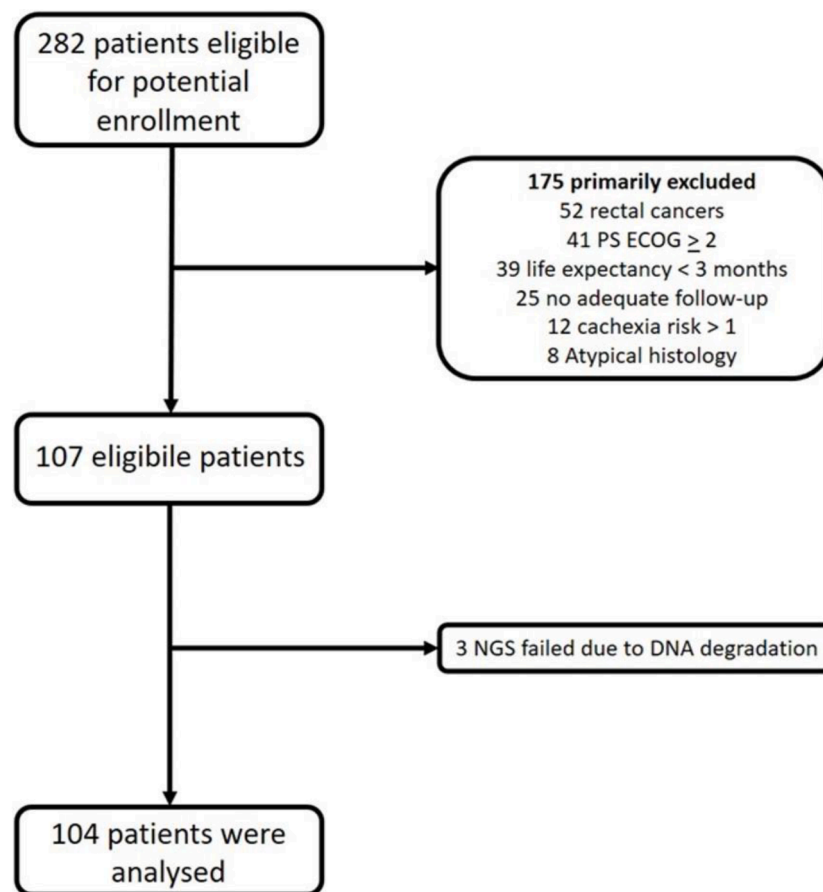 282 patients eligible
for potential
enrollment
175 primarily excluded
52 rectal cancers
41 PS ECOG ≥ 2
39 life expectancy < 3 months
25 no adequate follow-up
12 cachexia risk > 1
8 Atypical histology
107 eligibile patients
3 NGS failed due to DNA degradation
104 patients were
analysed